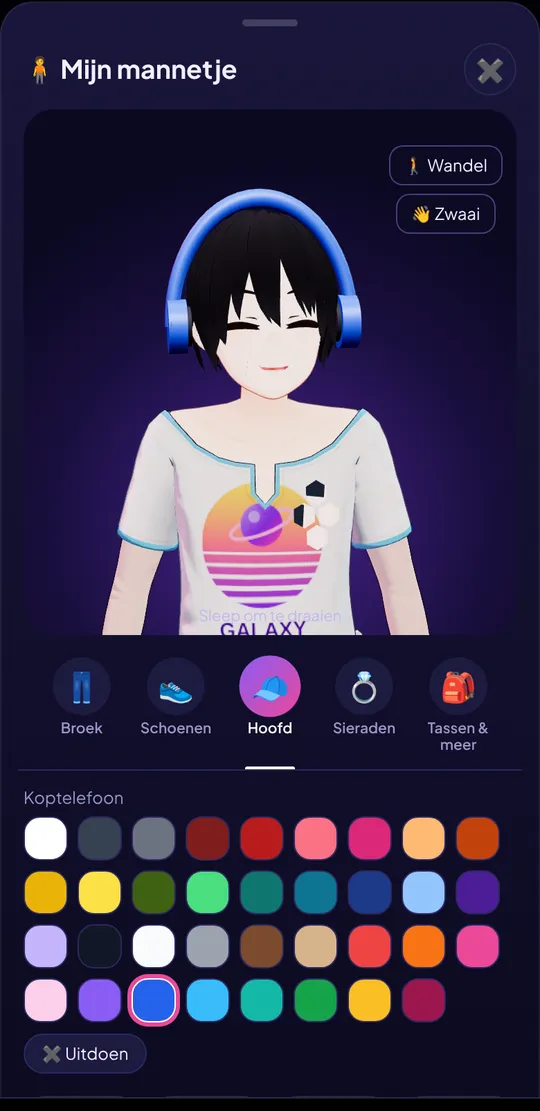 Mijn mannetje
Wandel
Zwaai
Sleep om te draaien
GALAXY
Broek
Schoenen
Hoofd
Sieraden
Tassen &
meer
Koptelefoon
Uitdoen